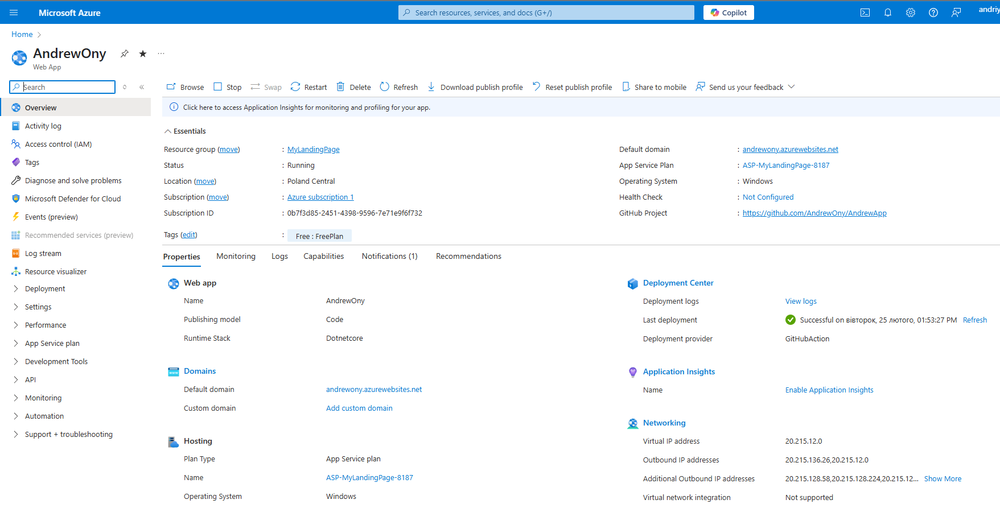 Microsoft Azure
Search resources, services, and docs (G+/)
Copilot
andriy
Home
AndrewOny
Web App
Search
Browse Stop Swap Restart Delete Refresh Download publish profile Reset publish profile Share to mobile Send us your feedback
Overview
Activity log
Access control (IAM)
Tags
Diagnose and solve problems
Microsoft Defender for Cloud
Events (preview)
Recommended services (preview)
Log stream
Resource visualizer
Deployment
Settings
Performance
App Service plan
Development Tools
API
Monitoring
Automation
Support + troubleshooting
Click here to access Application Insights for monitoring and profiling for your app.
Essentials
Resource group (move) : MyLandingPage
Status : Running
Location (move) : Poland Central
Subscription (move) : Azure subscription 1
Subscription ID : 0b7f3d85-2451-4398-9596-7e71e9f6f732
Tags (edit) : Free : FreePlan
Default domain : andrewony.azurewebsites.net
App Service Plan : ASP-MyLandingPage-8187
Operating System : Windows
Health Check : Not Configured
GitHub Project : https://github.com/AndrewOny/AndrewApp
Properties Monitoring Logs Capabilities Notifications (1) Recommendations
Web app
Name AndrewOny
Publishing model Code
Runtime Stack Dotnetcore
Domains
Default domain andrewony.azurewebsites.net
Custom domain Add custom domain
Hosting
Plan Type App Service plan
Name ASP-MyLandingPage-8187
Operating System Windows
Deployment Center
Deployment logs View logs
Last deployment Successful on вівторок, 25 лютого, 01:53:27 PM Refresh
Deployment provider GitHubAction
Application Insights
Name Enable Application Insights
Networking
Virtual IP address 20.215.12.0
Outbound IP addresses 20.215.136.26,20.215.12.0
Additional Outbound IP addresses 20.215.128.58,20.215.128.224,20.215.12... Show More
Virtual network integration Not supported